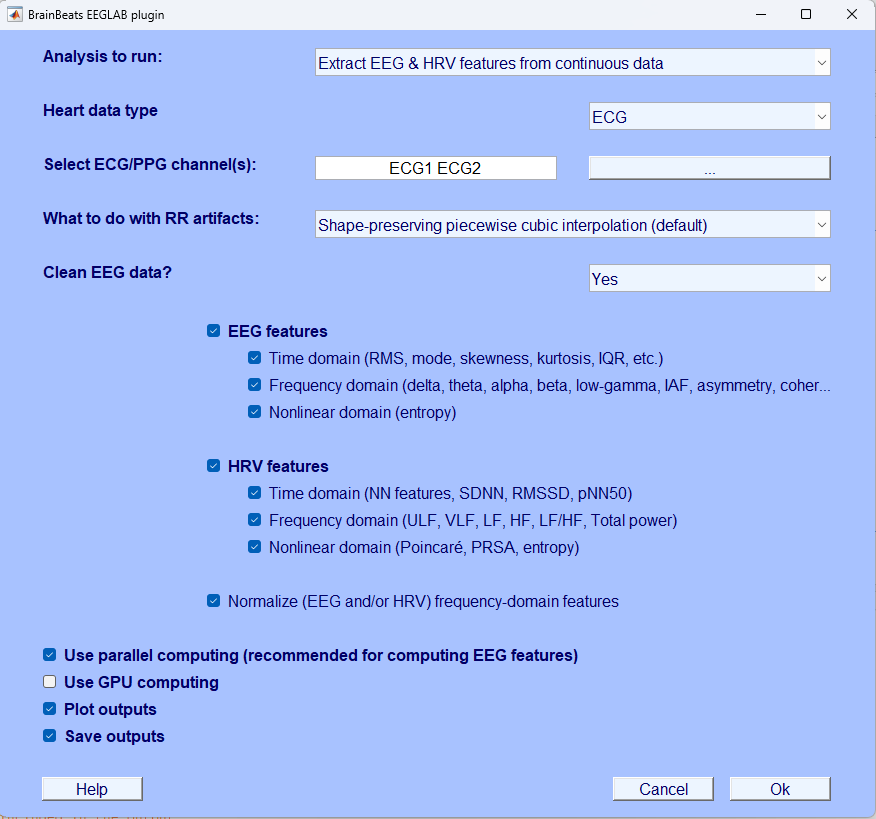 BrainBeats EEGLAB plugin
Analysis to run:
Extract EEG & HRV features from continuous data
Heart data type
ECG
Select ECG/PPG channel(s):
ECG1 ECG2
...
What to do with RR artifacts:
Shape-preserving piecewise cubic interpolation (default)
Clean EEG data?
Yes
EEG features
Time domain (RMS, mode, skewness, kurtosis, IQR, etc.)
Frequency domain (delta, theta, alpha, beta, low-gamma, IAF, asymmetry, coher...
Nonlinear domain (entropy)
HRV features
Time domain (NN features, SDNN, RMSSD, pNN50)
Frequency domain (ULF, VLF, LF, HF, LF/HF, Total power)
Nonlinear domain (Poincaré, PRSA, entropy)
Normalize (EEG and/or HRV) frequency-domain features
Use parallel computing (recommended for computing EEG features)
Use GPU computing
Plot outputs
Save outputs
Help
Cancel
Ok